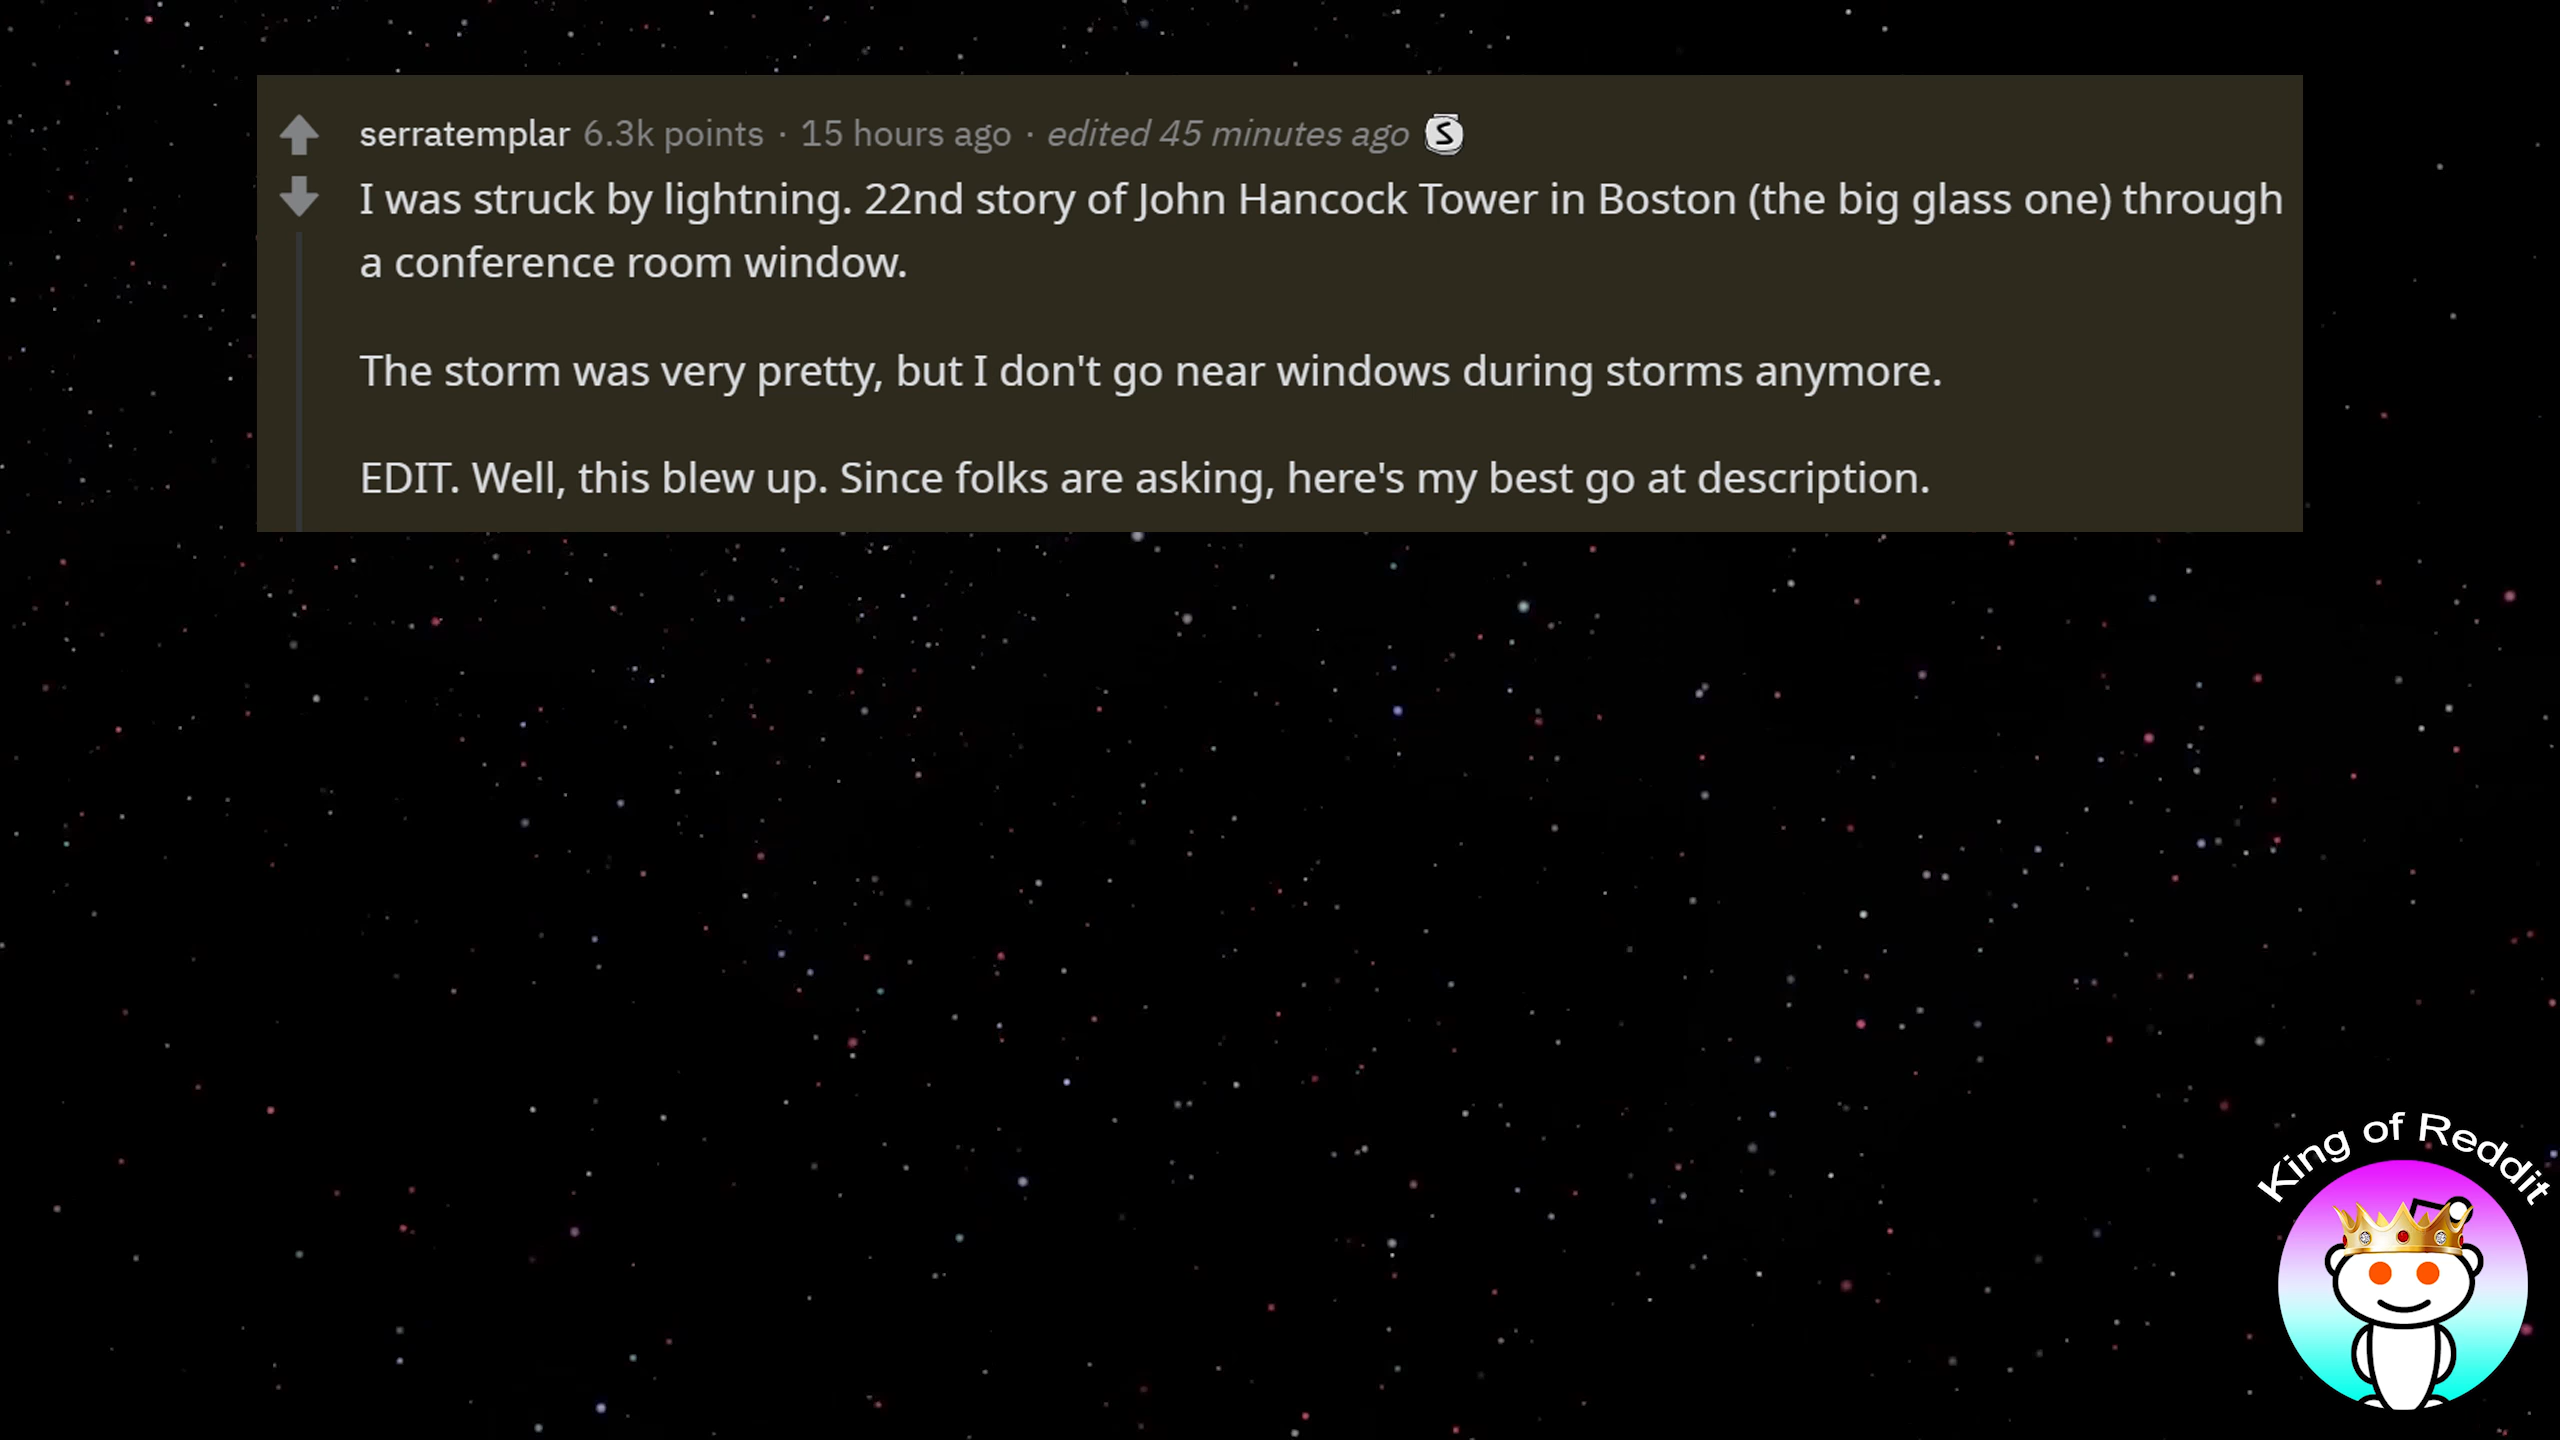 serratemplar 6.3k points · 15 hours ago · edited 45 minutes ago S
I was struck by lightning. 22nd story of John Hancock Tower in Boston (the big glass one) through
a conference room window.
The storm was very pretty, but I don't go near windows during storms anymore.
EDIT. Well, this blew up. Since folks are asking, here's my best go at description.
King of Reddit